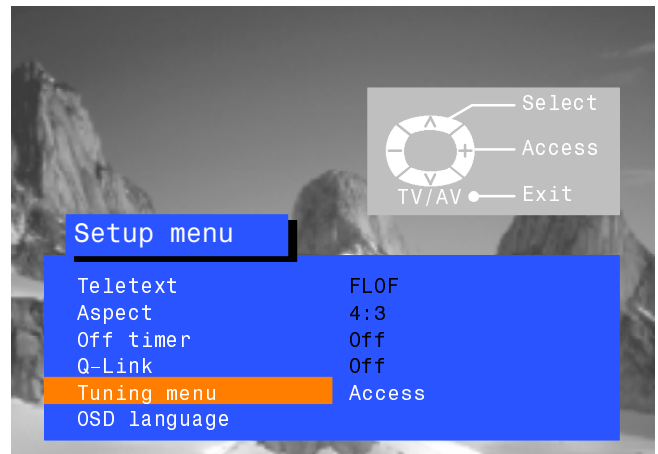 Select
Access
TV/AV Exit
Setup menu
Teletext FLOF
Aspect 4:3
Off timer Off
Q-Link Off
Tuning menu Access
OSD language